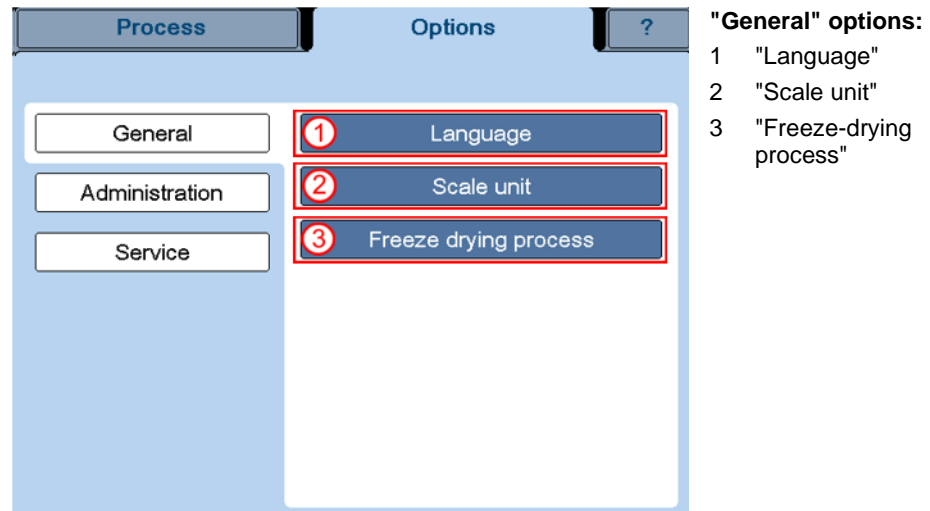 Process
Options
?
General
Administration
Service
1 Language
2 Scale unit
3 Freeze drying process
"General" options:
1 "Language"
2 "Scale unit"
3 "Freeze-drying
process"